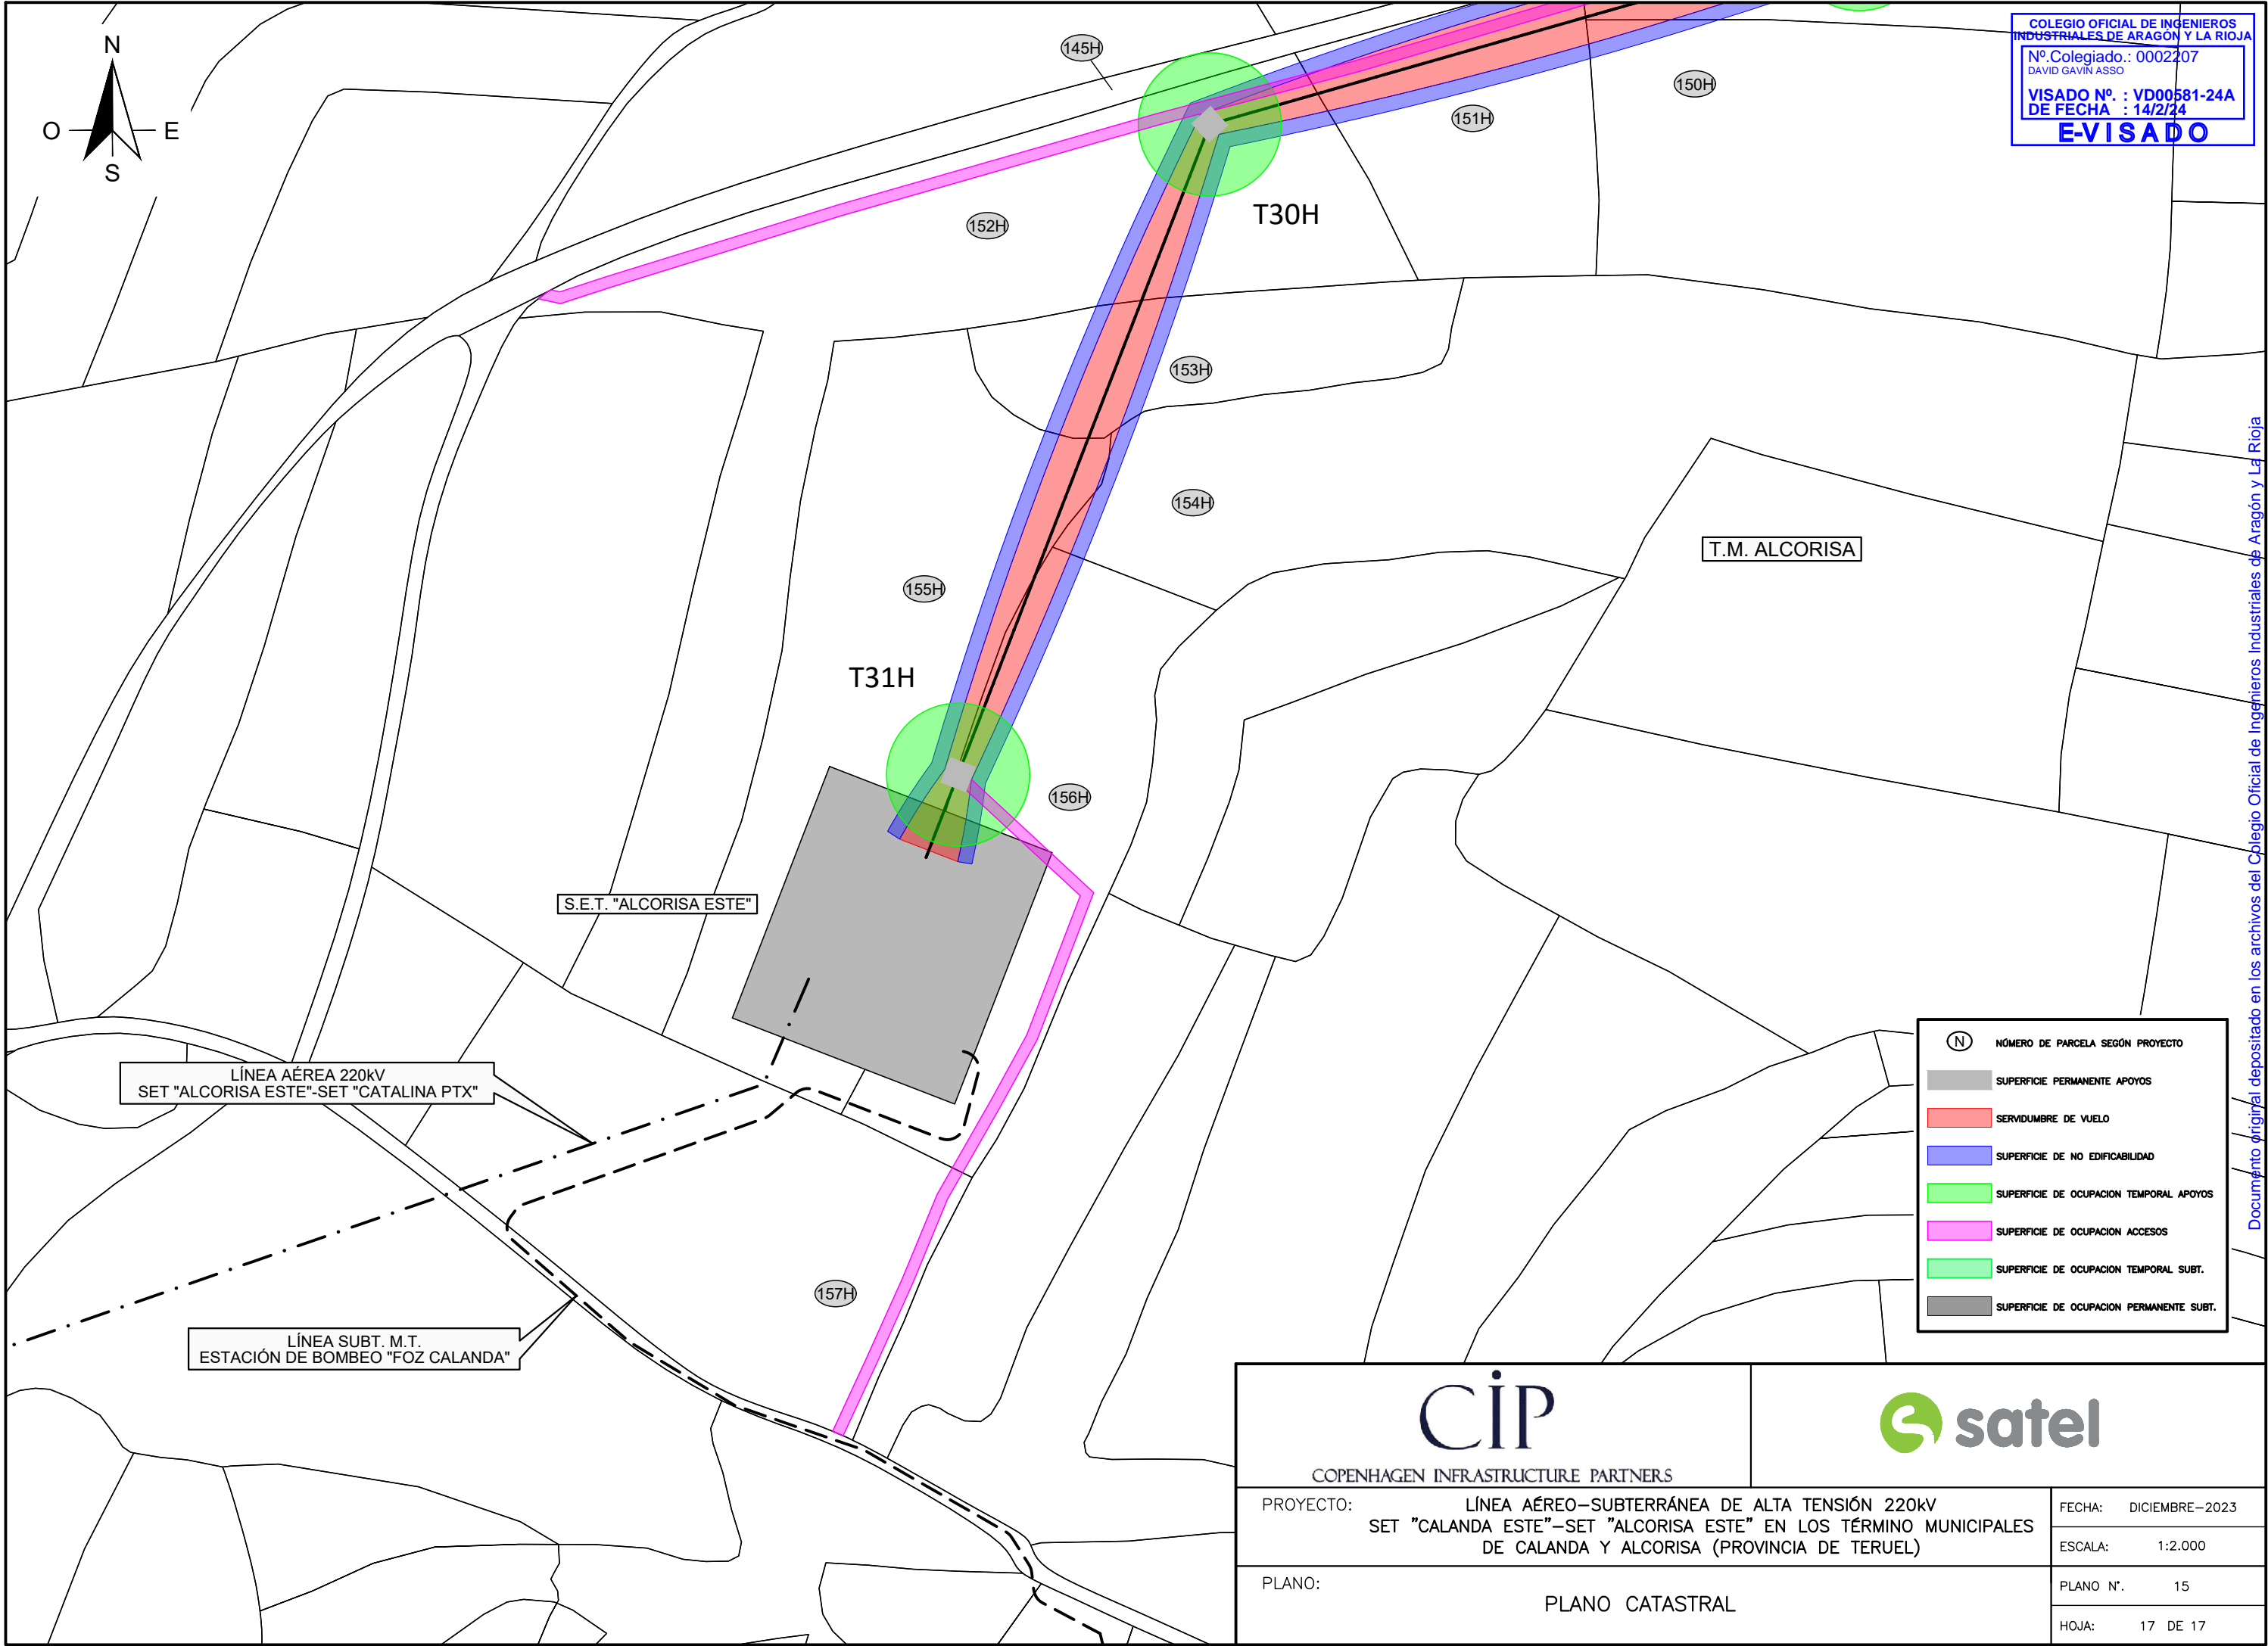 N
O
E
S
COLEGIO OFICIAL DE INGENIEROS
INDUSTRIALES DE ARAGÓN Y LA RIOJA
Nº.Colegiado.: 0002207
DAVID GAVÍN ASSO
VISADO Nº. : VD00581-24A
DE FECHA : 14/2/24
E-VISADO
145H
150H
151H
152H
T30H
153H
154H
T.M. ALCORISA
155H
T31H
156H
S.E.T. "ALCORISA ESTE"
LÍNEA AÉREA 220kV
SET "ALCORISA ESTE"-SET "CATALINA PTX"
157H
LÍNEA SUBT. M.T.
ESTACIÓN DE BOMBEO "FOZ CALANDA"
Documento original depositado en los archivos del Colegio Oficial de Ingenieros Industriales de Aragón y La Rioja
N NÚMERO DE PARCELA SEGÚN PROYECTO
SUPERFICIE PERMANENTE APOYOS
SERVIDUMBRE DE VUELO
SUPERFICIE DE NO EDIFICABILIDAD
SUPERFICIE DE OCUPACION TEMPORAL APOYOS
SUPERFICIE DE OCUPACION ACCESOS
SUPERFICIE DE OCUPACION TEMPORAL SUBT.
SUPERFICIE DE OCUPACION PERMANENTE SUBT.
CIP
COPENHAGEN INFRASTRUCTURE PARTNERS
satel
PROYECTO:
LÍNEA AÉREO-SUBTERRÁNEA DE ALTA TENSIÓN 220kV
SET "CALANDA ESTE"-SET "ALCORISA ESTE" EN LOS TÉRMINO MUNICIPALES
DE CALANDA Y ALCORISA (PROVINCIA DE TERUEL)
PLANO:
PLANO CATASTRAL
FECHA: DICIEMBRE-2023
ESCALA: 1:2.000
PLANO Nº. 15
HOJA: 17 DE 17